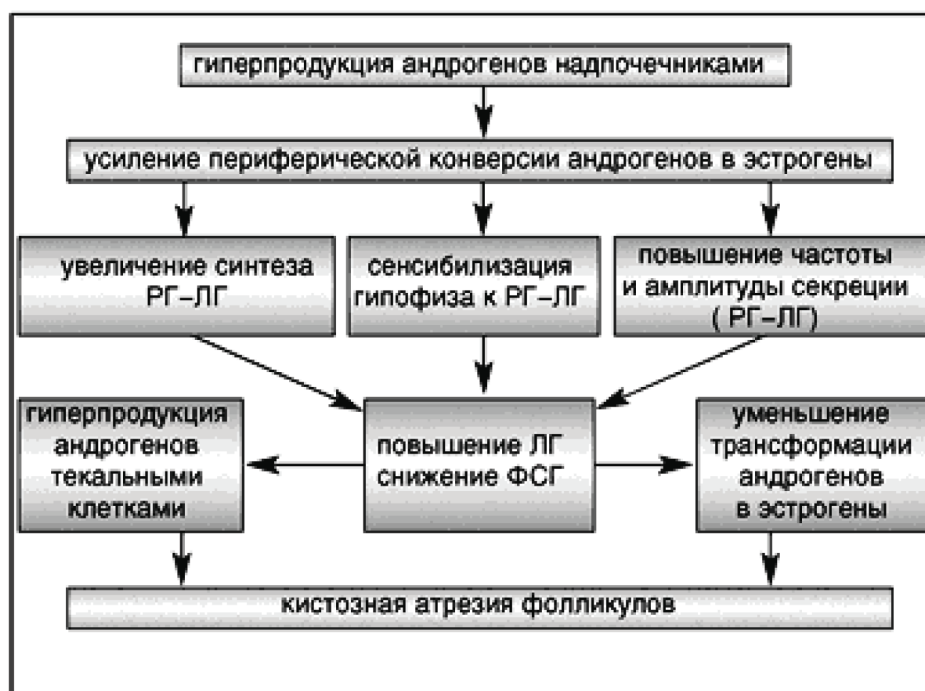 гиперпродукция андрогенов надпочечниками
усиление периферической конверсии андрогенов в эстрогены
увеличение синтеза
РГ–ЛГ
сенсибилизация
гипофиза к РГ–ЛГ
повышение частоты
и амплитуды секреции
( РГ–ЛГ)
гиперпродукция
андрогенов
текальными
клетками
повышение ЛГ
снижение ФСГ
уменьшение
трансформации
андрогенов
в эстрогены
кистозная атрезия фолликулов